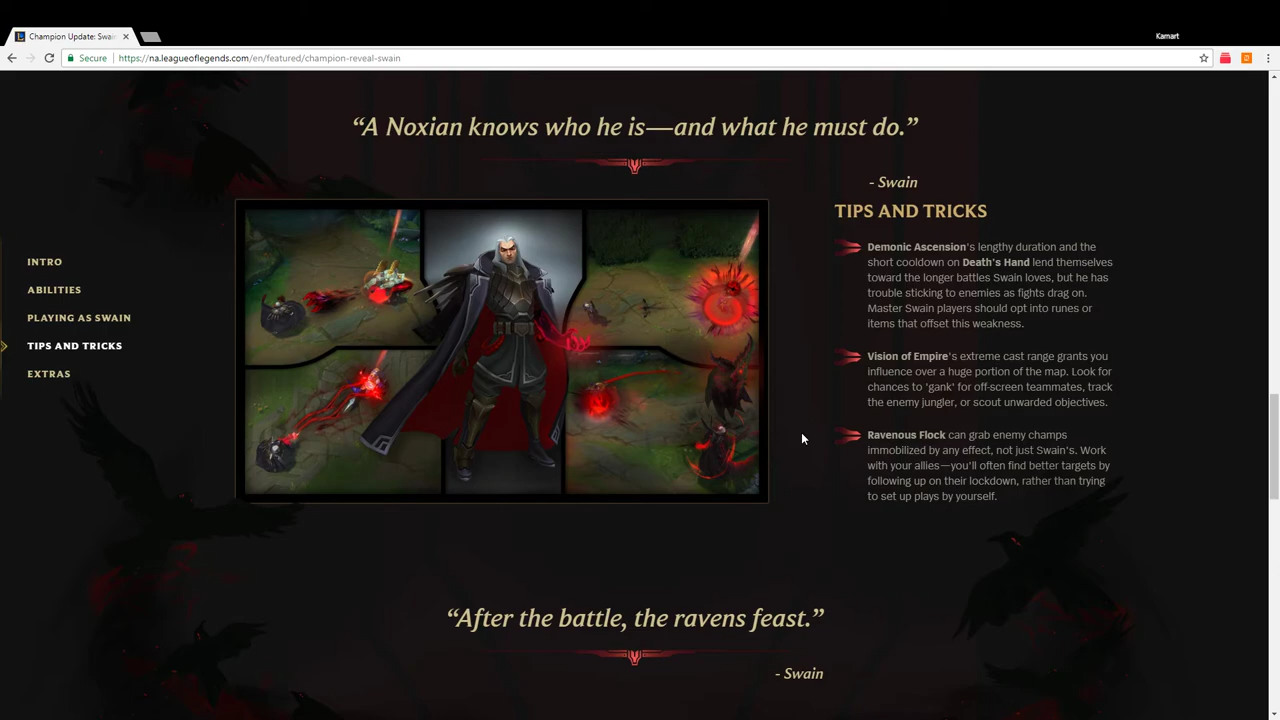 Champion Update: Swai
Kamart
Secure
https://na.leagueoflegends.com/en/featured/champion-reveal-swain
“A Noxian knows who he is—and what he must do.”
- Swain
INTRO
ABILITIES
PLAYING AS SWAIN
TIPS AND TRICKS
EXTRAS
TIPS AND TRICKS
Demonic Ascension's lengthy duration and the
short cooldown on Death's Hand lend themselves
toward the longer battles Swain loves, but he has
trouble sticking to enemies as fights drag on.
Master Swain players should opt into runes or
items that offset this weakness.
Vision of Empire's extreme cast range grants you
influence over a huge portion of the map. Look for
chances to 'gank' for off-screen teammates, track
the enemy jungler, or scout unwarded objectives.
Ravenous Flock can grab enemy champs
immobilized by any effect, not just Swain's. Work
with your allies—you'll often find better targets by
following up on their lockdown, rather than trying
to set up plays by yourself.
“After the battle, the ravens feast.”
- Swain